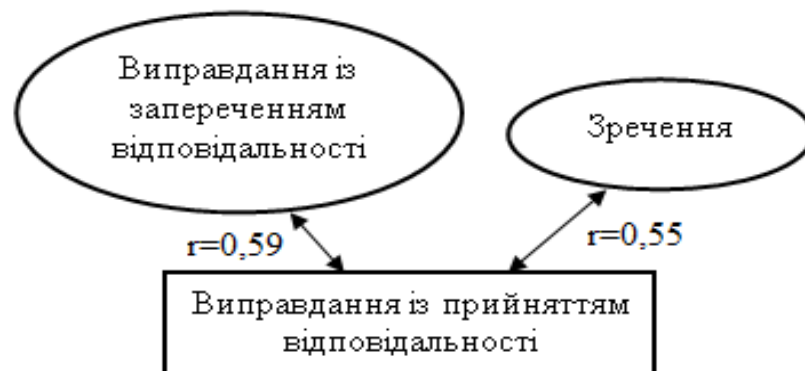 Виправдання із
запереченням
відповідальності
Зречення
r=0,59
r=0,55
Виправдання із прийняттям
відповідальності